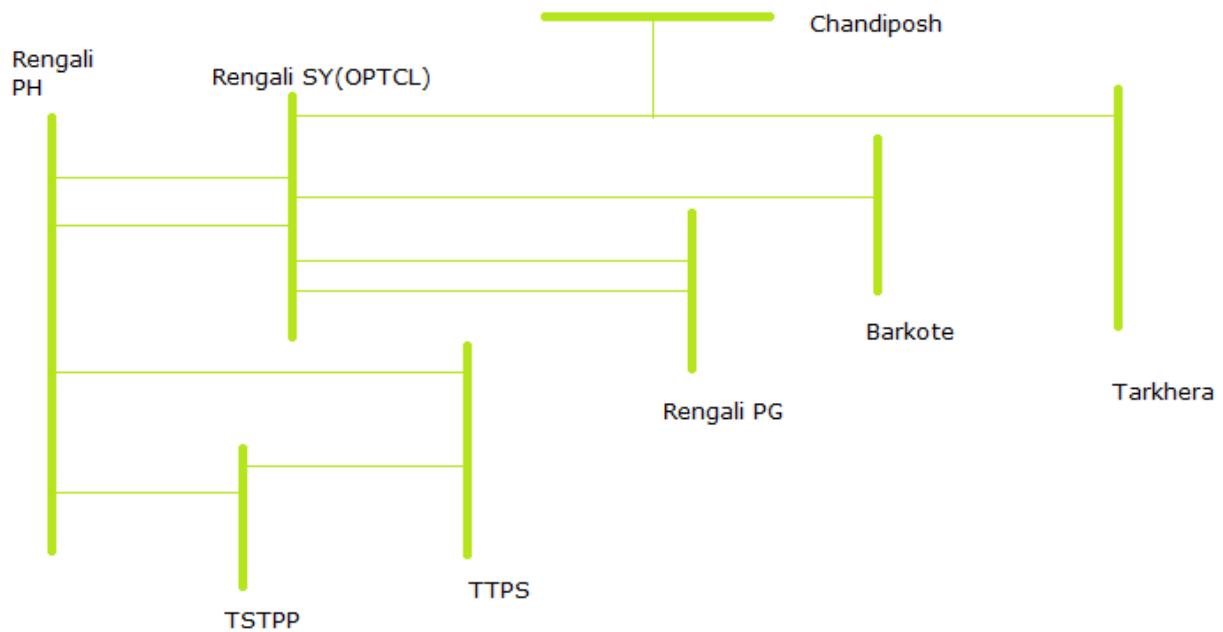 Chandiposh
Rengali
PH
Rengali SY(OPTCL)
Barkote
Tarkhera
Rengali PG
TTPS
TSTPP